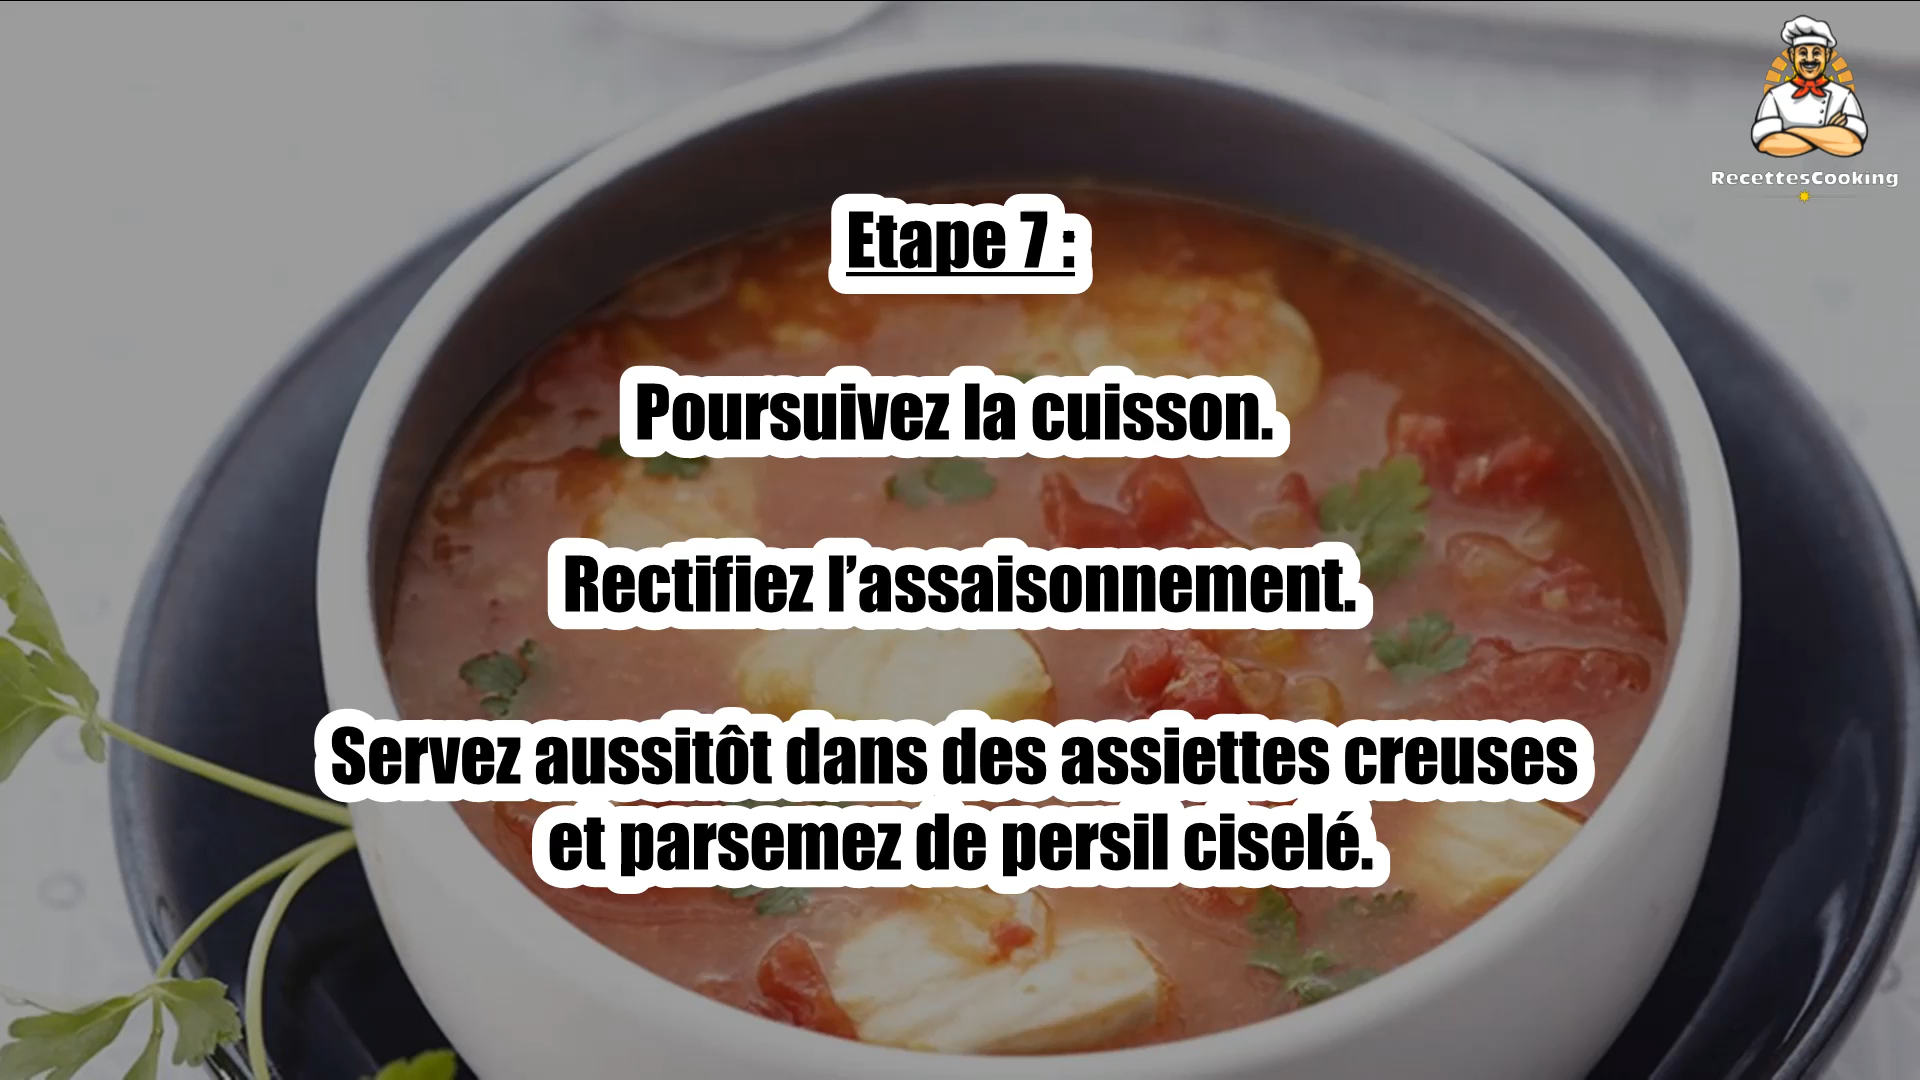 RecettesCooking
Etape 7 :
Poursuivez la cuisson.
Rectifiez l’assaisonnement.
Servez aussitôt dans des assiettes creuses
et parsemez de persil ciselé.